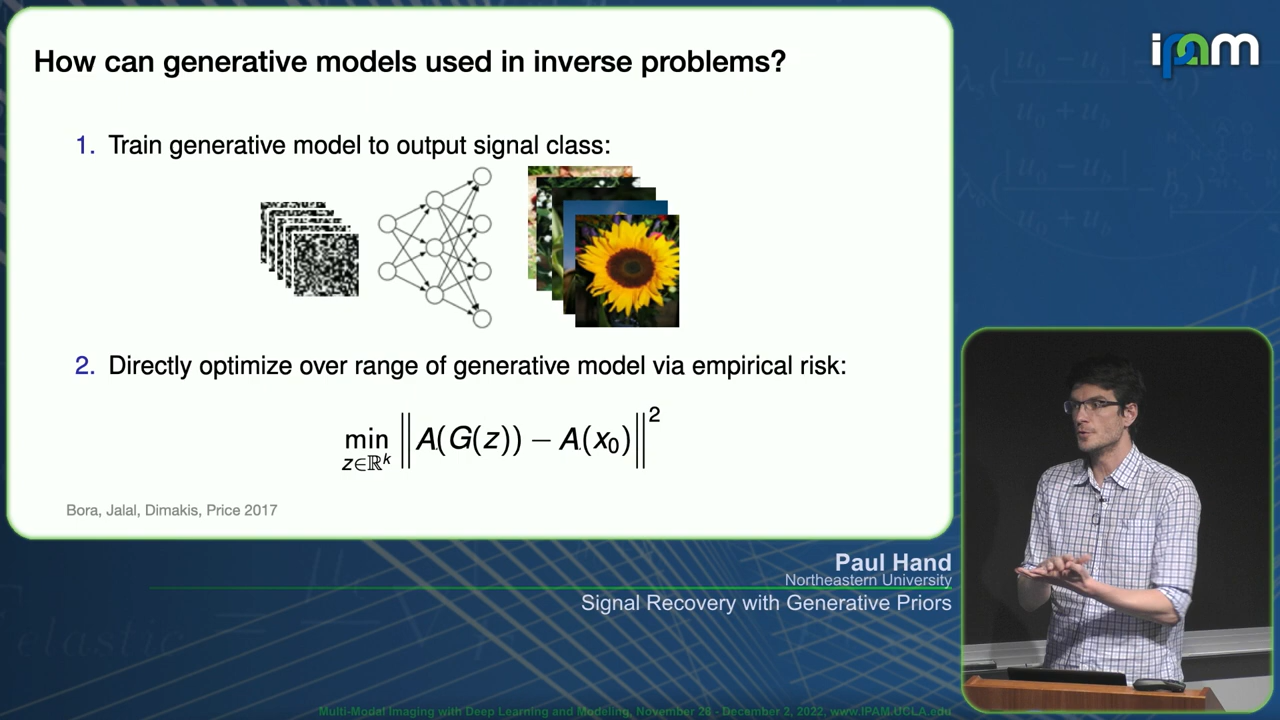 How can generative models used in inverse problems?
ipam
1. Train generative model to output signal class:
2. Directly optimize over range of generative model via empirical risk:
min z∈ℝᵏ ‖A(G(z)) − A(x₀)‖²
Bora, Jalal, Dimakis, Price 2017
Paul Hand
Northeastern University
Signal Recovery with Generative Priors
elastic
Multi-Modal Imaging with Deep Learning and Modeling, November 28 - December 2, 2022, www.IPAM.UCLA.edu